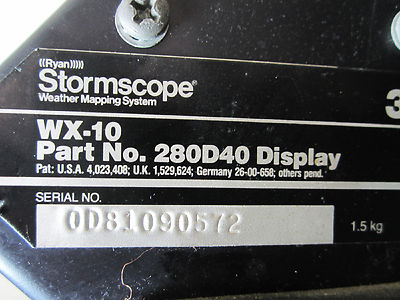 ((Ryan)))))
Stormscope®
Weather Mapping System
3
WX-10
Part No. 280D40 Display
Pat: U.S.A. 4,023,408; U.K. 1,529,624; Germany 26-00-658; others pend.
SERIAL NO.
0D81090572
1.5 kg